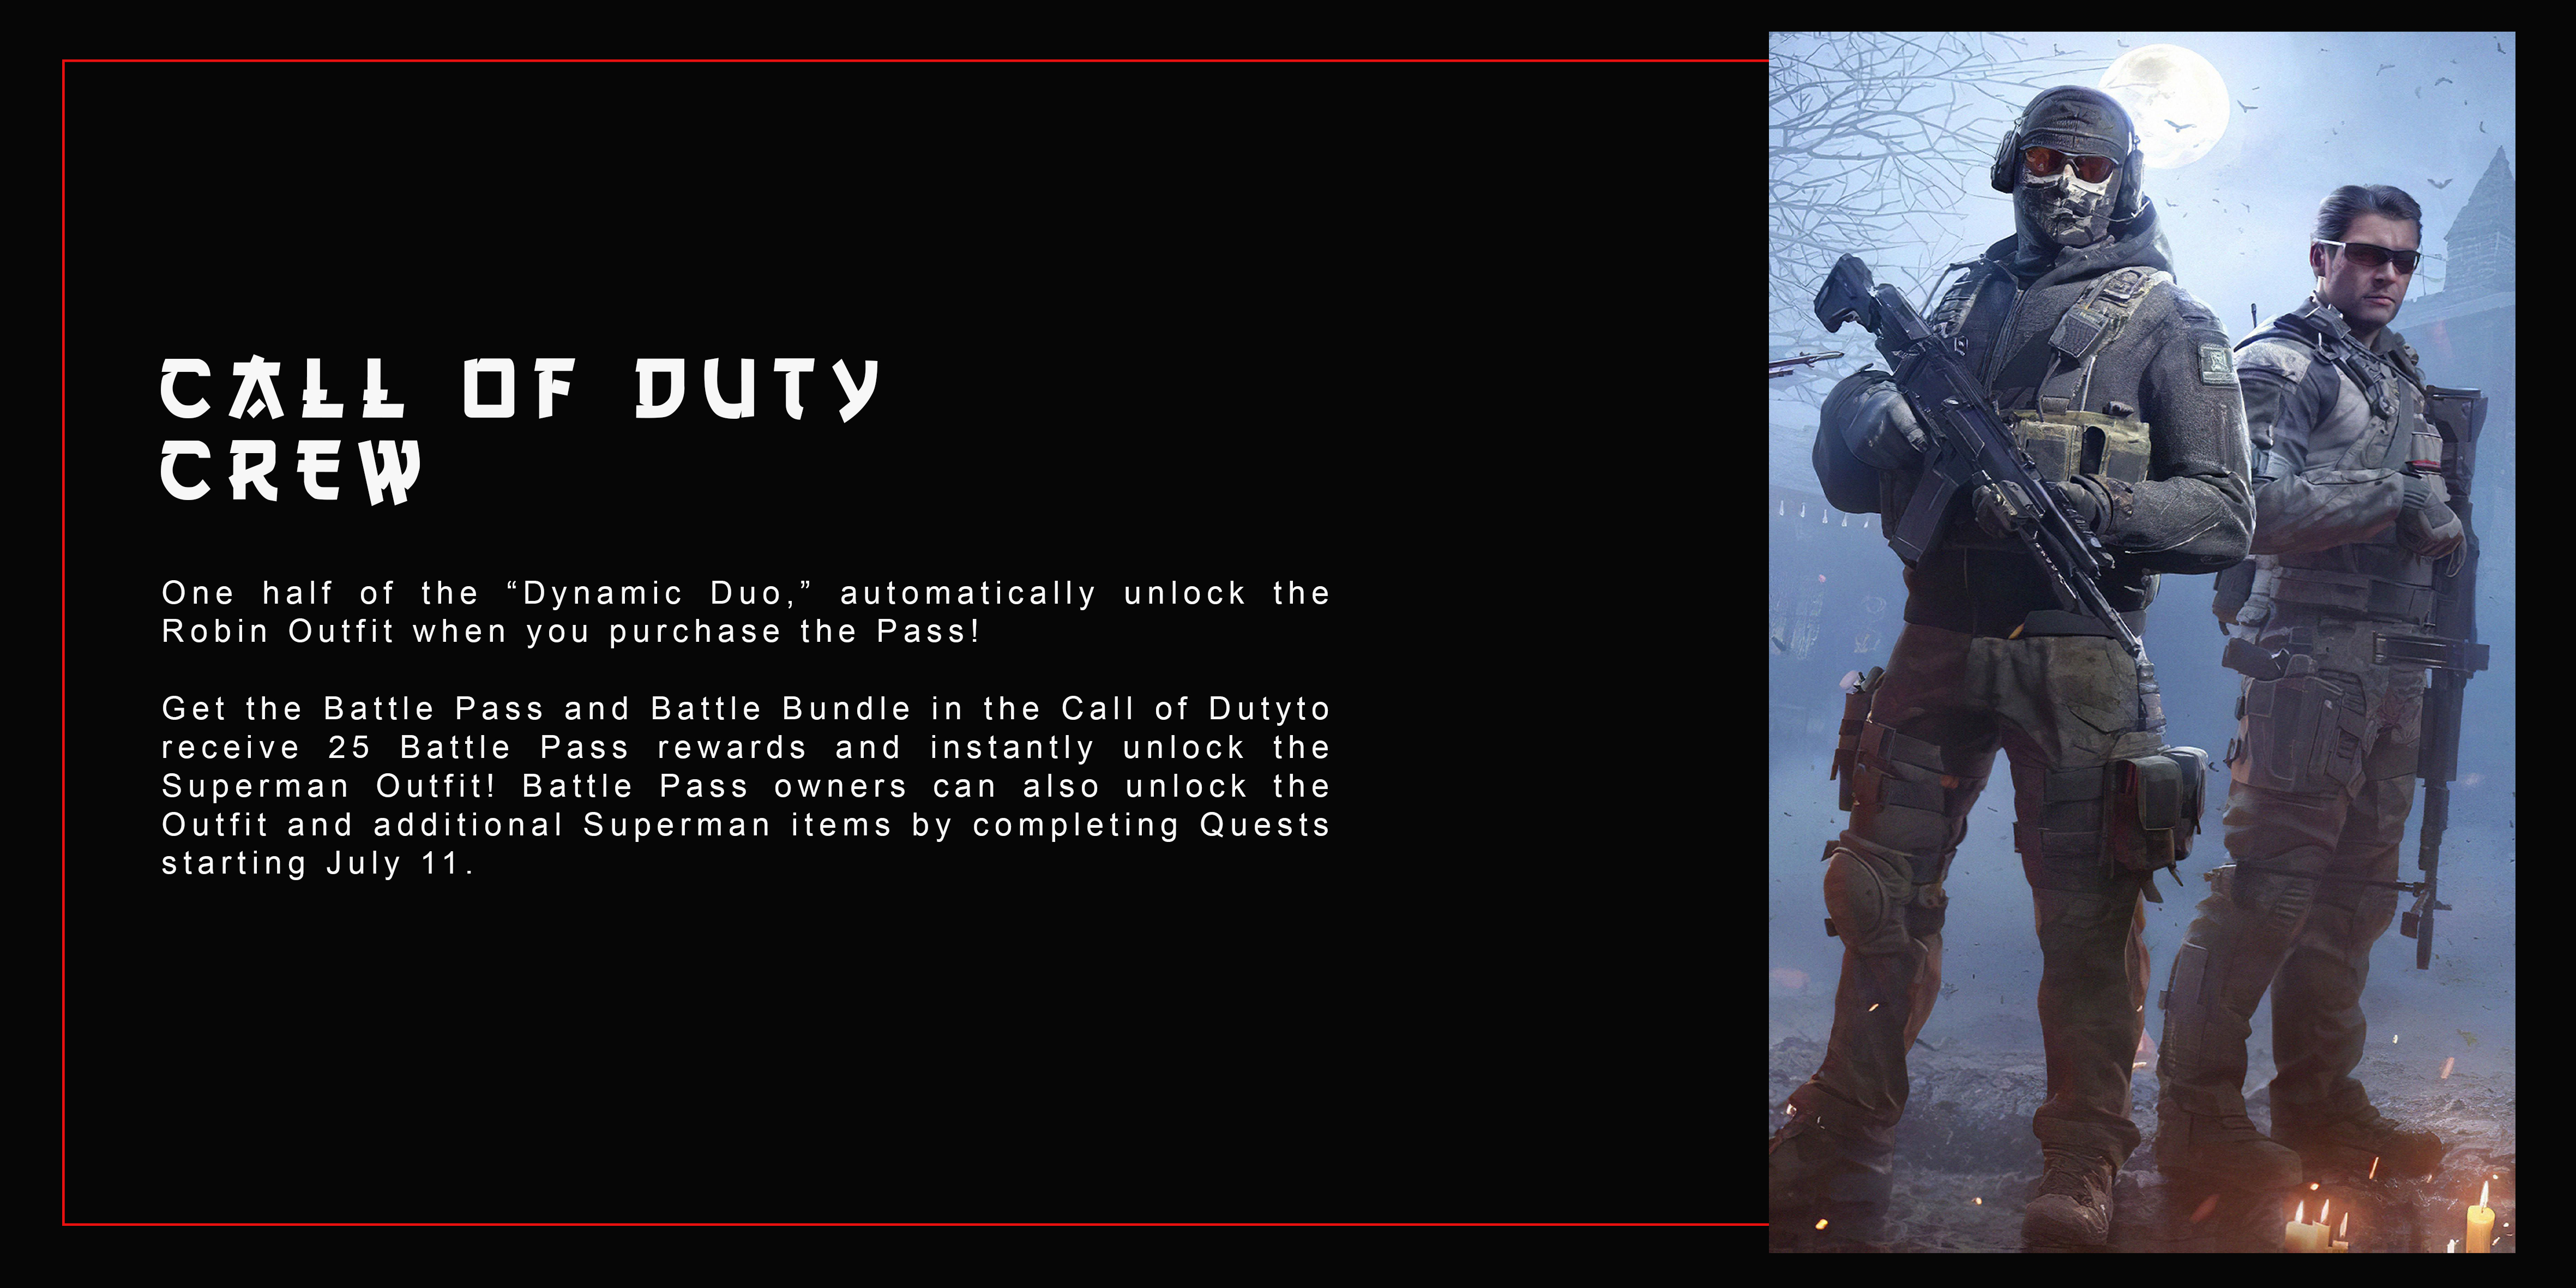 CALL OF DUTY
CREW
One half of the “Dynamic Duo,” automatically unlock the
Robin Outfit when you purchase the Pass!
Get the Battle Pass and Battle Bundle in the Call of Dutyto
receive 25 Battle Pass rewards and instantly unlock the
Superman Outfit! Battle Pass owners can also unlock the
Outfit and additional Superman items by completing Quests
starting July 11.